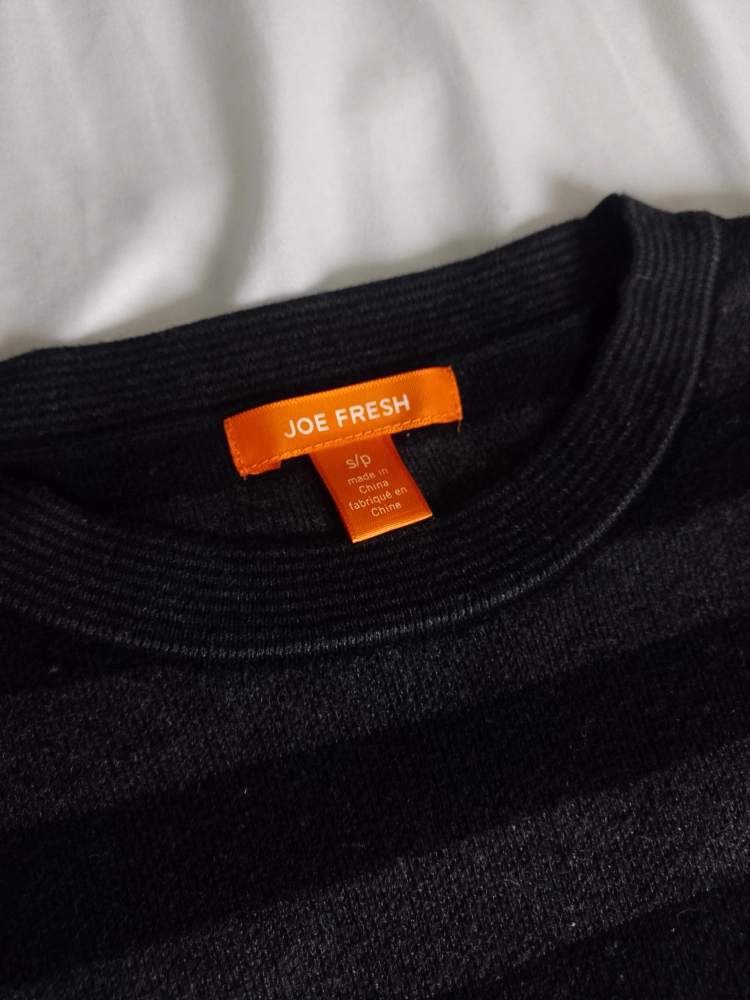 JOE FRESH
s/p
made in
China
fabriqué en
Chine